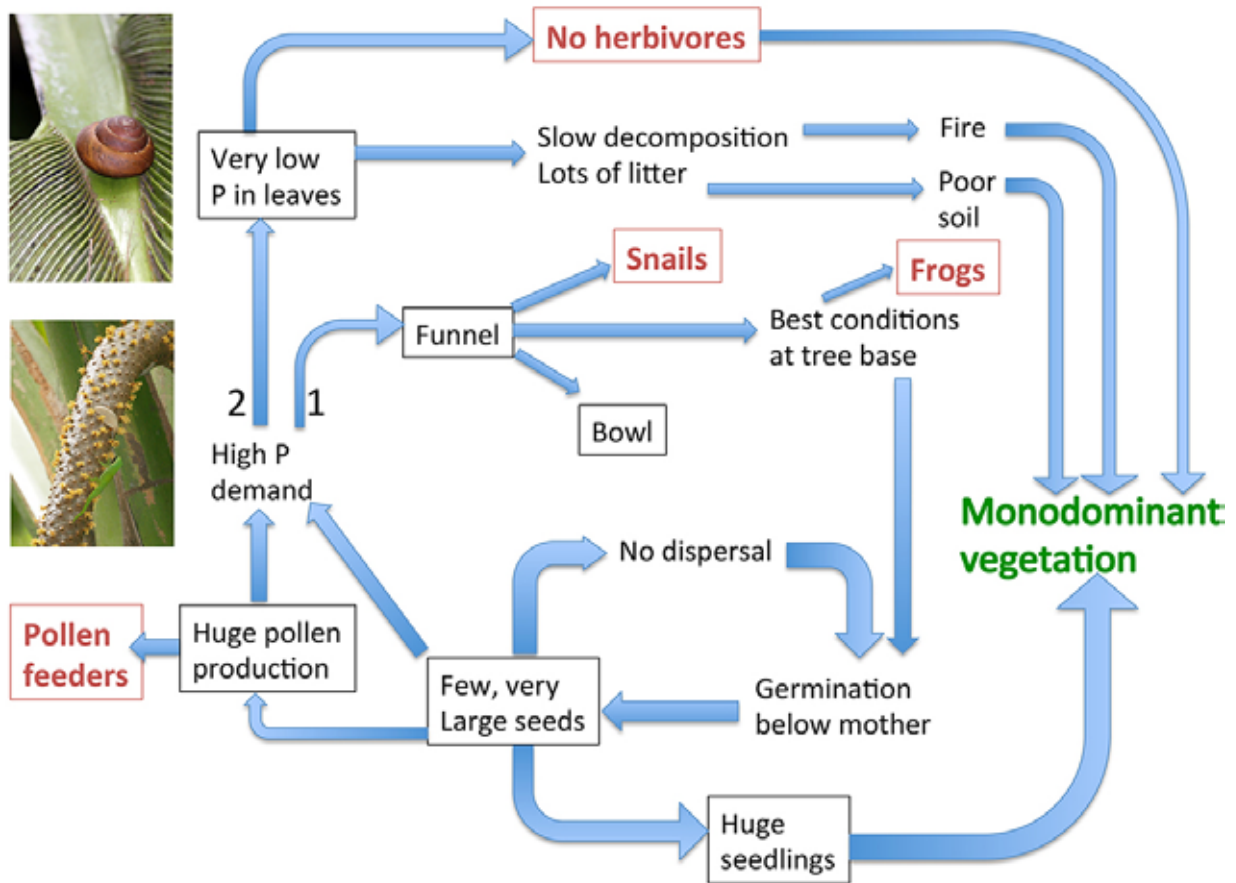 No herbivores
Very low
P in leaves
Slow decomposition
Lots of litter
Fire
Poor
soil
Snails
Frogs
Funnel
Best conditions
at tree base
Bowl
2
1
High P
demand
Monodominant
vegetation
No dispersal
Pollen
feeders
Huge pollen
production
Few, very
Large seeds
Germination
below mother
Huge
seedlings